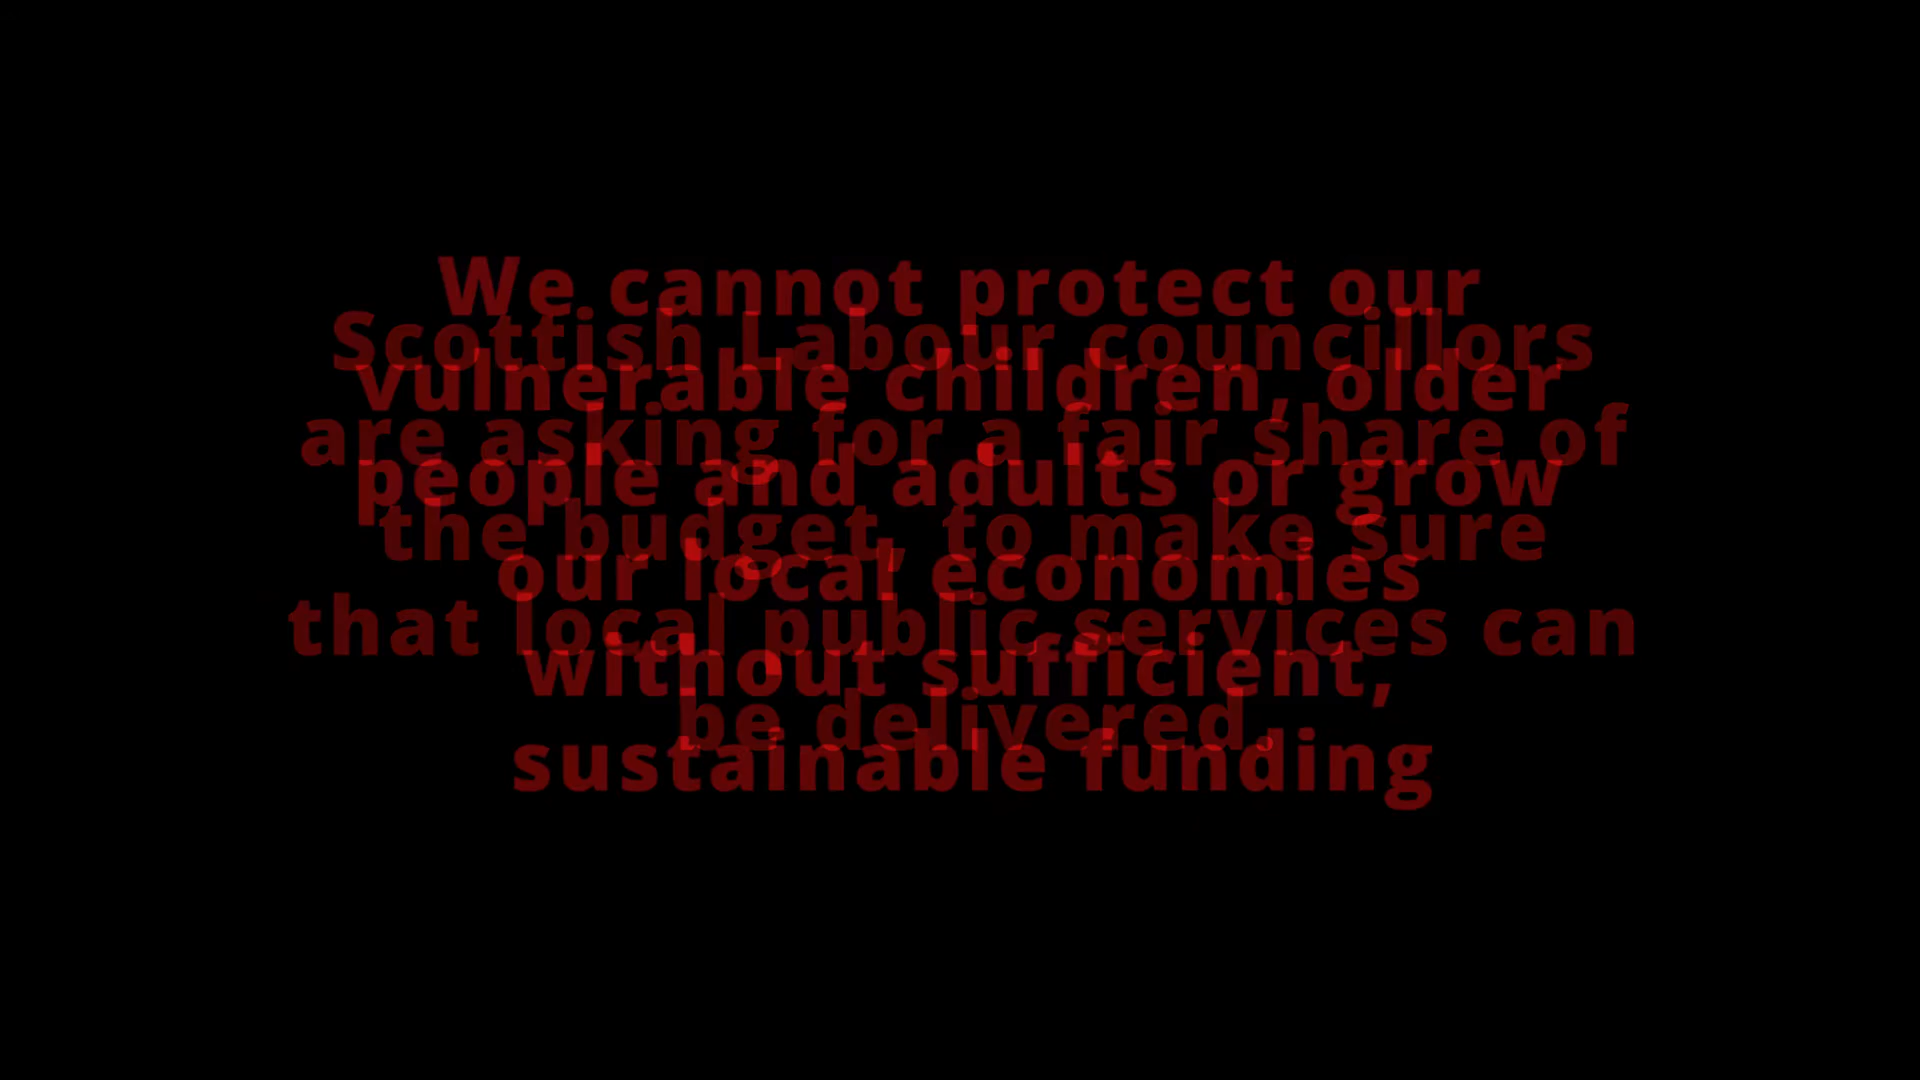 We cannot protect our
vulnerable children, older
people and adults or grow
our local economies
without sufficient,
sustainable funding
Scottish Labour councillors
are asking for a fair share of
the budget, to make sure
that local public services can
be delivered.